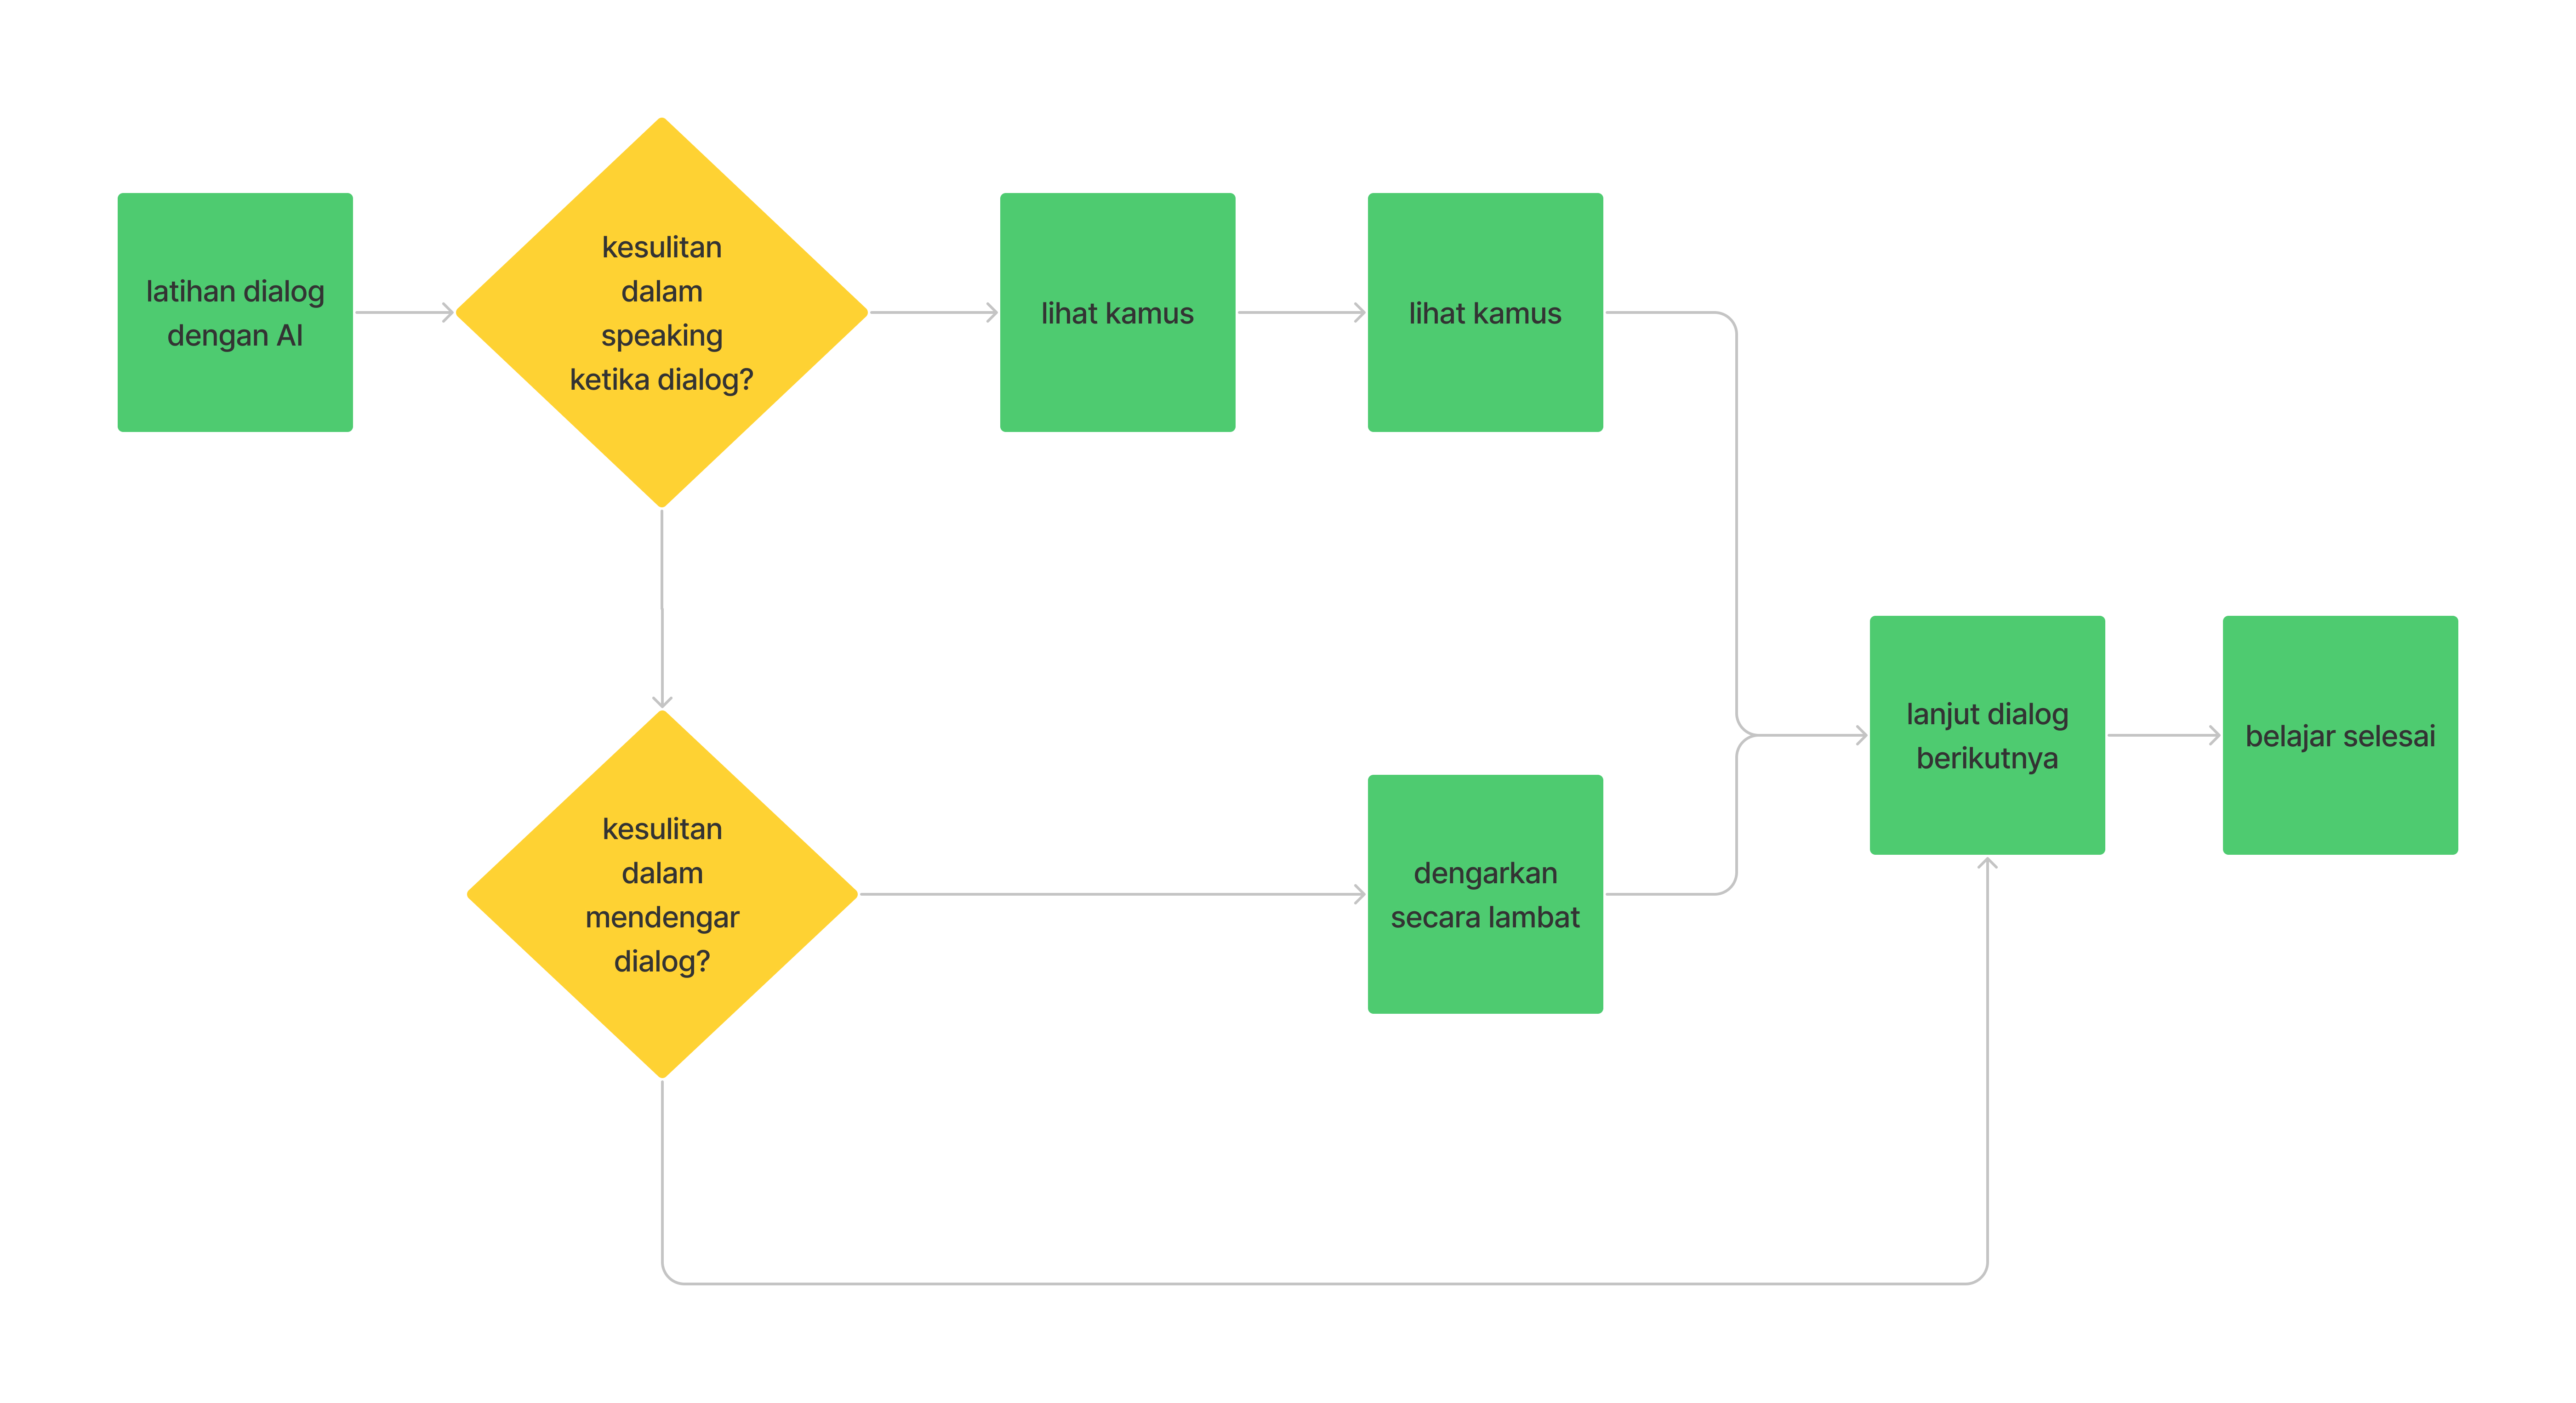 latihan dialog
dengan AI
kesulitan
dalam
speaking
ketika dialog?
lihat kamus
lihat kamus
kesulitan
dalam
mendengar
dialog?
dengarkan
secara lambat
lanjut dialog
berikutnya
belajar selesai